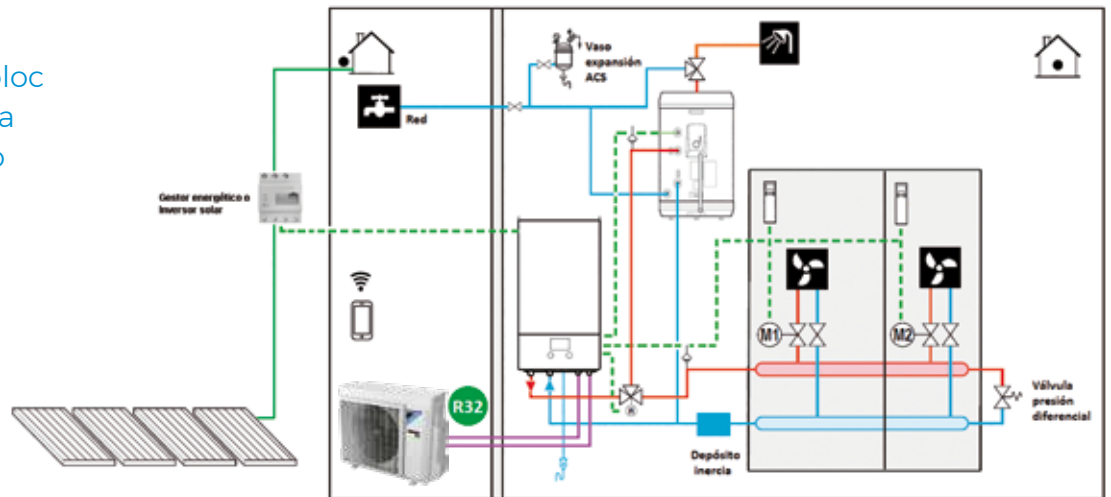 loc
a
o
Vaso
expansión
ACS
Red
Gestor energético o
Inversor solar
R32
M1
M2
Válvula
presión
diferencial
Depósito
inercia